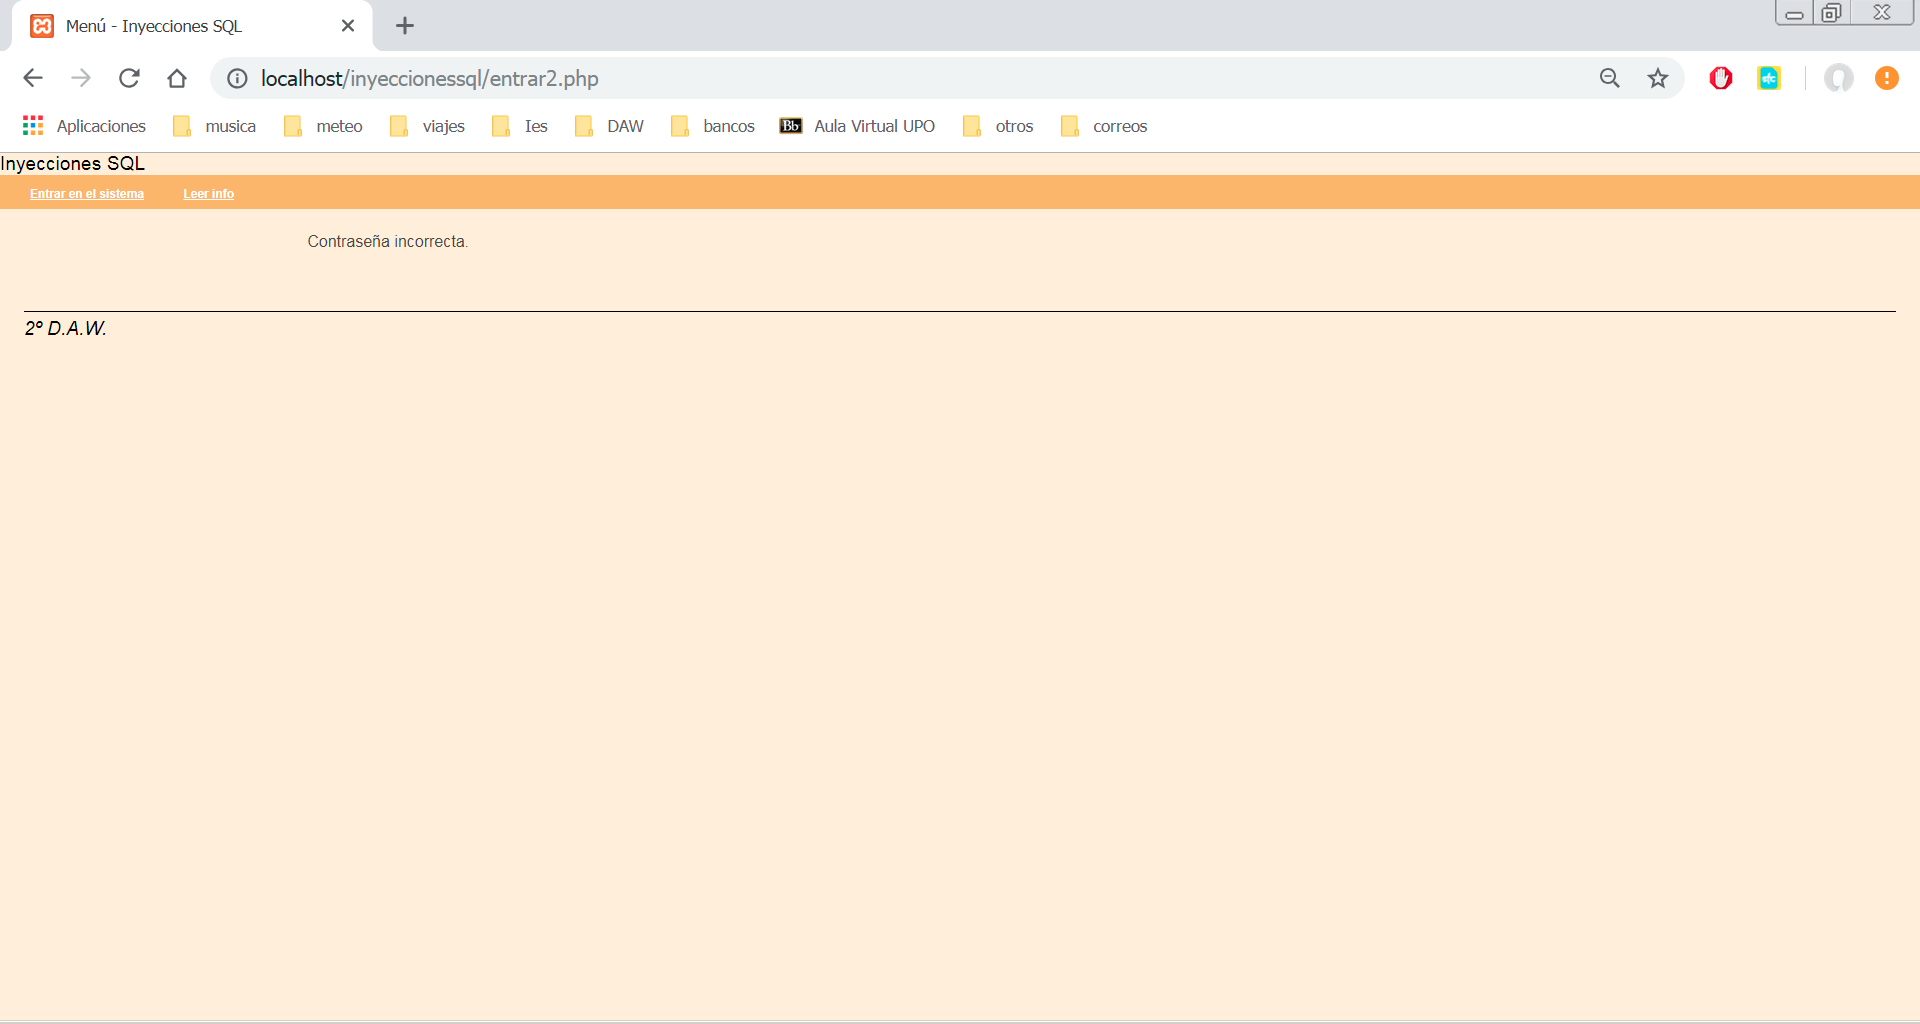 Menú - Inyecciones SQL
localhost/inyeccionessql/entrar2.php
Aplicaciones musica meteo viajes Ies DAW bancos Bb Aula Virtual UPO otros correos
Inyecciones SQL
Entrar en el sistema Leer info
Contraseña incorrecta.
2º D.A.W.